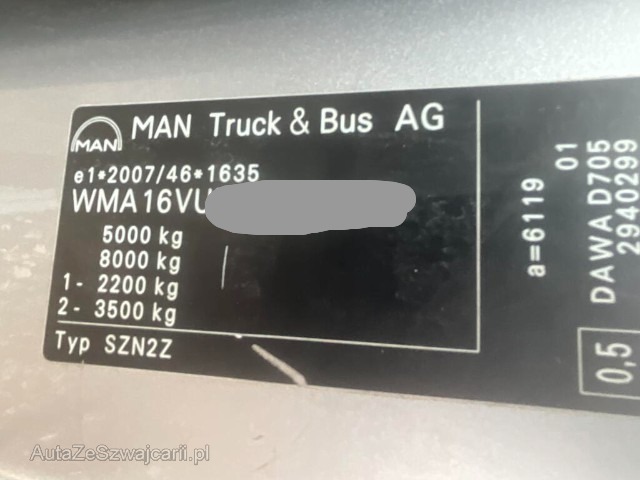 MAN
MAN Truck & Bus AG
e1*2007/46*1635
WMA16VU
5000 kg
8000 kg
1- 2200 kg
2- 3500 kg
Typ SZN2Z
a=6119
01
DAWA D705
2940299
0,5
AutaZeSzwajcarii.pl